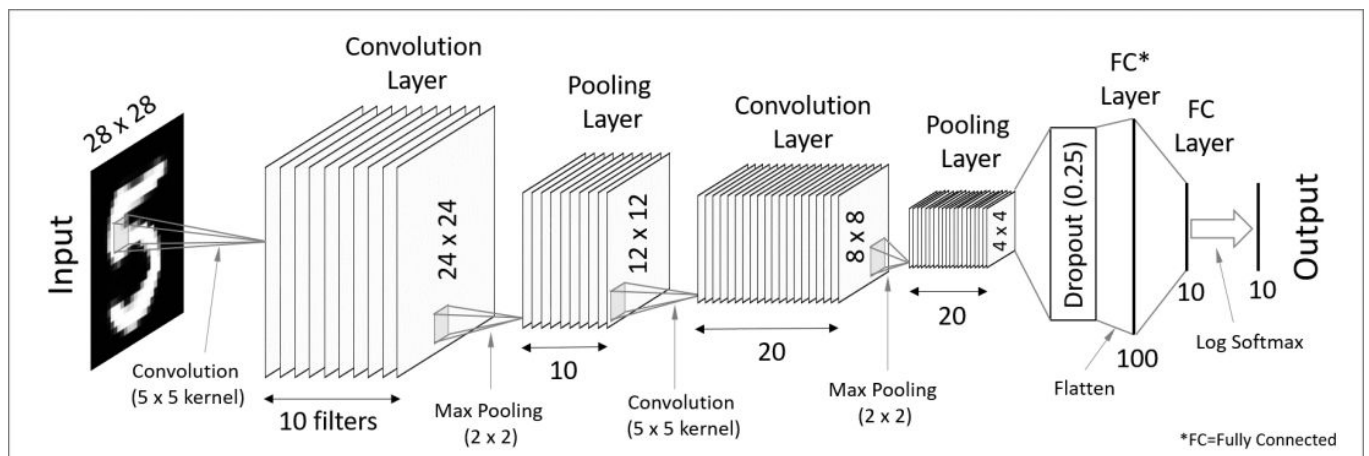 Input
28 x 28
Convolution
(5 x 5 kernel)
Convolution
Layer
24 x 24
10 filters
Max Pooling
(2 x 2)
Pooling
Layer
12 x 12
10
Convolution
(5 x 5 kernel)
Convolution
Layer
8 x 8
20
Max Pooling
(2 x 2)
Pooling
Layer
4 x 4
20
Dropout (0.25)
Flatten
FC*
Layer
100
FC
Layer
10
Log Softmax
10
Output
*FC=Fully Connected
5